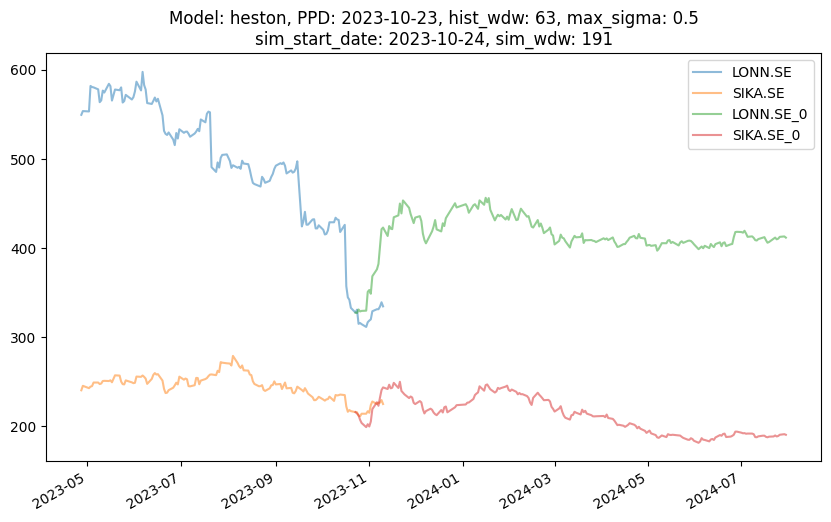 Model: heston, PPD: 2023-10-23, hist_wdw: 63, max_sigma: 0.5
sim_start_date: 2023-10-24, sim_wdw: 191
LONN.SE
SIKA.SE
LONN.SE_0
SIKA.SE_0
600
500
400
300
200
2023-05
2023-07
2023-09
2023-11
2024-01
2024-03
2024-05
2024-07